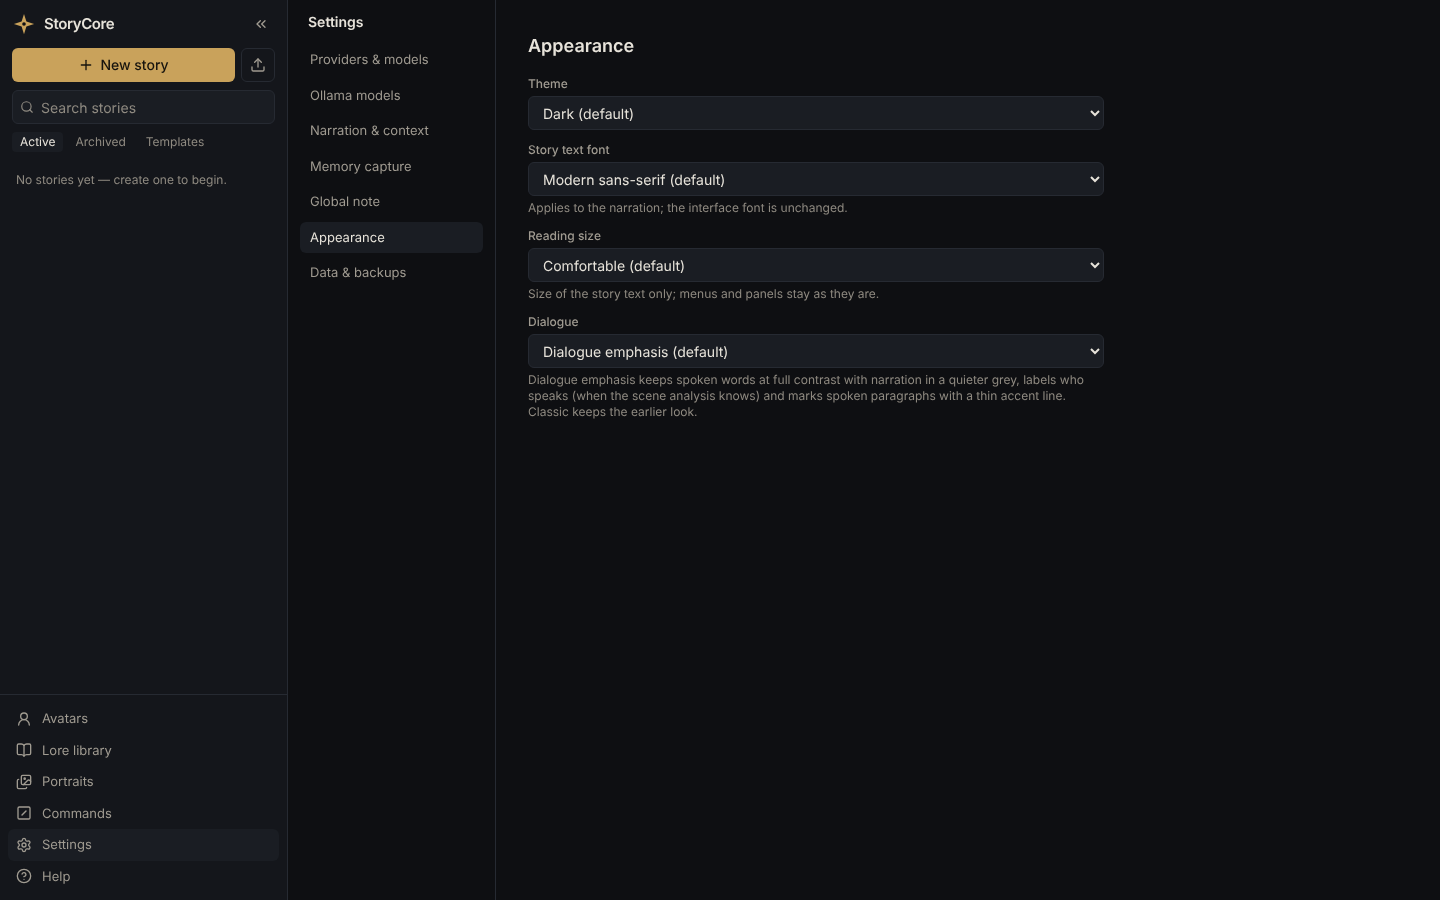 StoryCore
New story
Search stories
Active Archived Templates
No stories yet — create one to begin.
Avatars
Lore library
Portraits
Commands
Settings
Help
Settings
Providers & models
Ollama models
Narration & context
Memory capture
Global note
Appearance
Data & backups
Appearance
Theme
Dark (default)
Story text font
Modern sans-serif (default)
Applies to the narration; the interface font is unchanged.
Reading size
Comfortable (default)
Size of the story text only; menus and panels stay as they are.
Dialogue
Dialogue emphasis (default)
Dialogue emphasis keeps spoken words at full contrast with narration in a quieter grey, labels who
speaks (when the scene analysis knows) and marks spoken paragraphs with a thin accent line.
Classic keeps the earlier look.